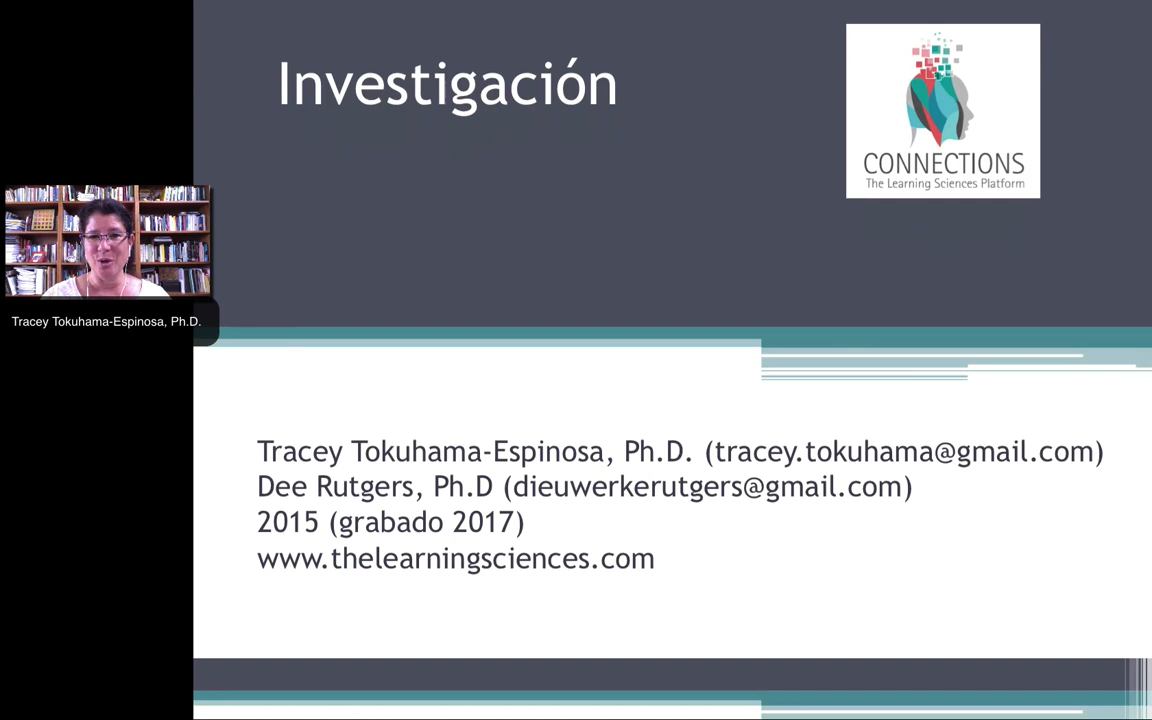 Investigación
CONNECTIONS
The Learning Sciences Platform
Tracey Tokuhama-Espinosa, Ph.D.
Tracey Tokuhama-Espinosa, Ph.D. (tracey.tokuhama@gmail.com)
Dee Rutgers, Ph.D (dieuwerkerutgers@gmail.com)
2015 (grabado 2017)
www.thelearningsciences.com